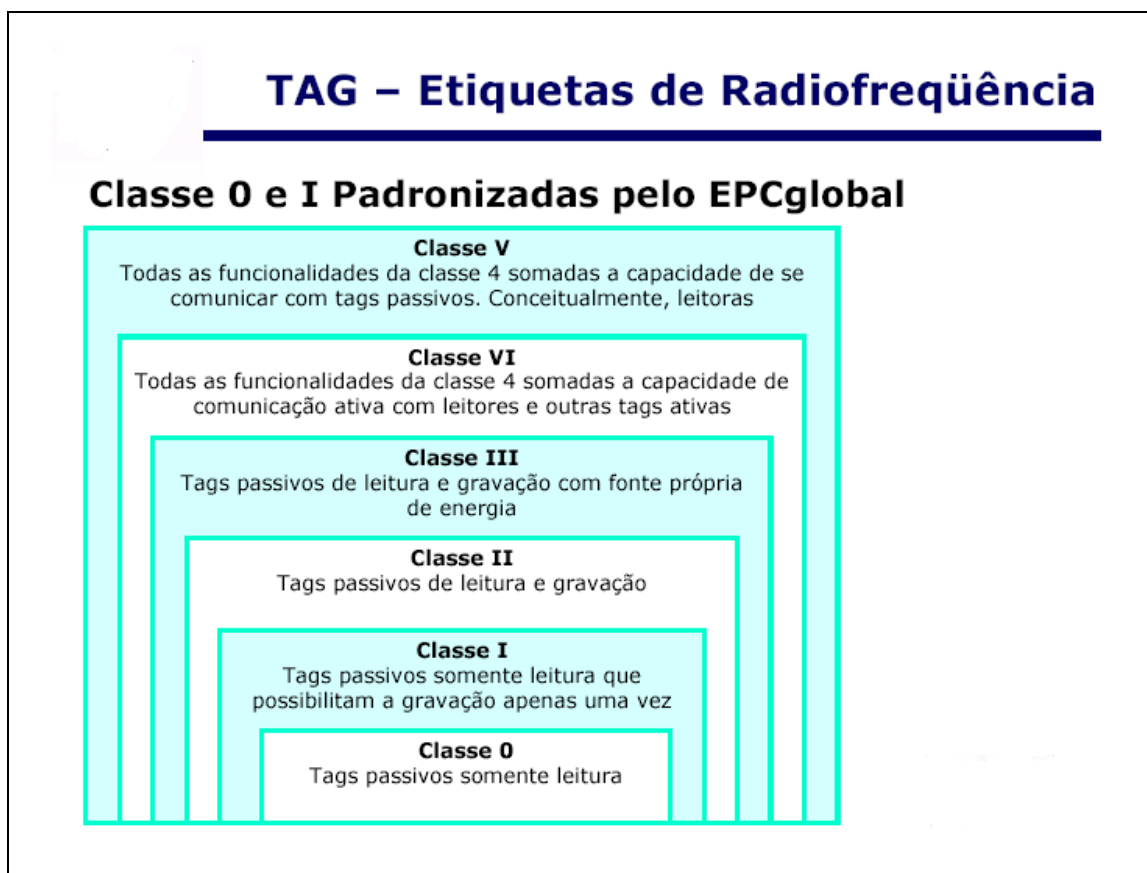 TAG – Etiquetas de Radiofreqüência
Classe 0 e I Padronizadas pelo EPCglobal
Classe V
Todas as funcionalidades da classe 4 somadas a capacidade de se
comunicar com tags passivos. Conceitualmente, leitoras
Classe VI
Todas as funcionalidades da classe 4 somadas a capacidade de
comunicação ativa com leitores e outras tags ativas
Classe III
Tags passivos de leitura e gravação com fonte própria
de energia
Classe II
Tags passivos de leitura e gravação
Classe I
Tags passivos somente leitura que
possibilitam a gravação apenas uma vez
Classe 0
Tags passivos somente leitura